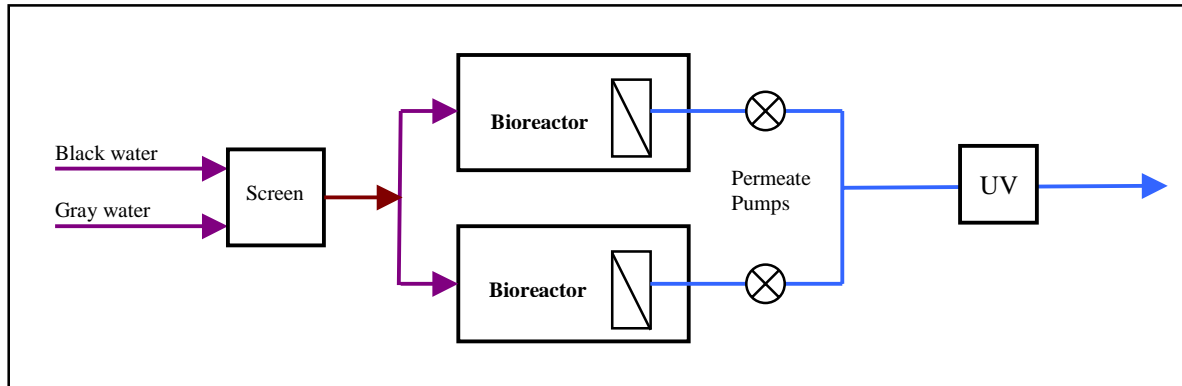 Black water
Gray water
Screen
Bioreactor
Bioreactor
Permeate
Pumps
UV